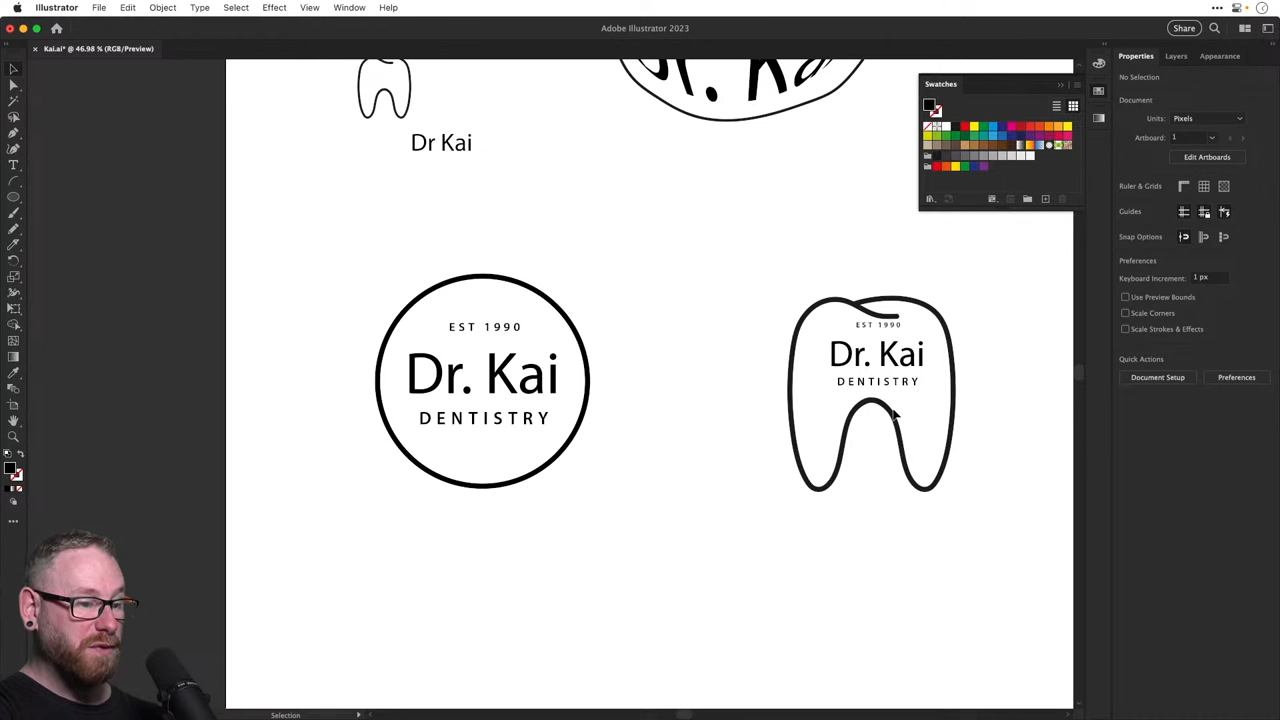 Illustrator File Edit Object Type Select Effect View Window Help
Adobe Illustrator 2023
Share
Kai.ai* @ 46.98 % (RGB/Preview)
Dr. Ka
Dr Kai
EST 1990
Dr. Kai
DENTISTRY
EST 1990
Dr. Kai
DENTISTRY
Swatches
Properties Layers Appearance
No Selection
Document
Units: Pixels
Artboard: 1
Edit Artboards
Ruler & Grids
Guides
Snap Options
Preferences
Keyboard Increment: 1 px
Use Preview Bounds
Scale Corners
Scale Strokes & Effects
Quick Actions
Document Setup Preferences
Selection